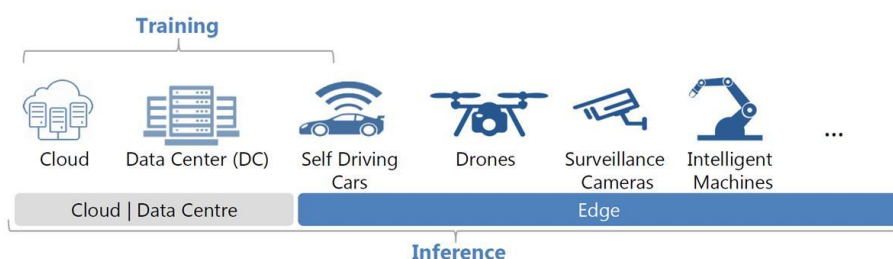 Training
Cloud
Data Center (DC)
Self Driving
Cars
Drones
Surveillance
Cameras
Intelligent
Machines
...
Cloud | Data Centre
Edge
Inference